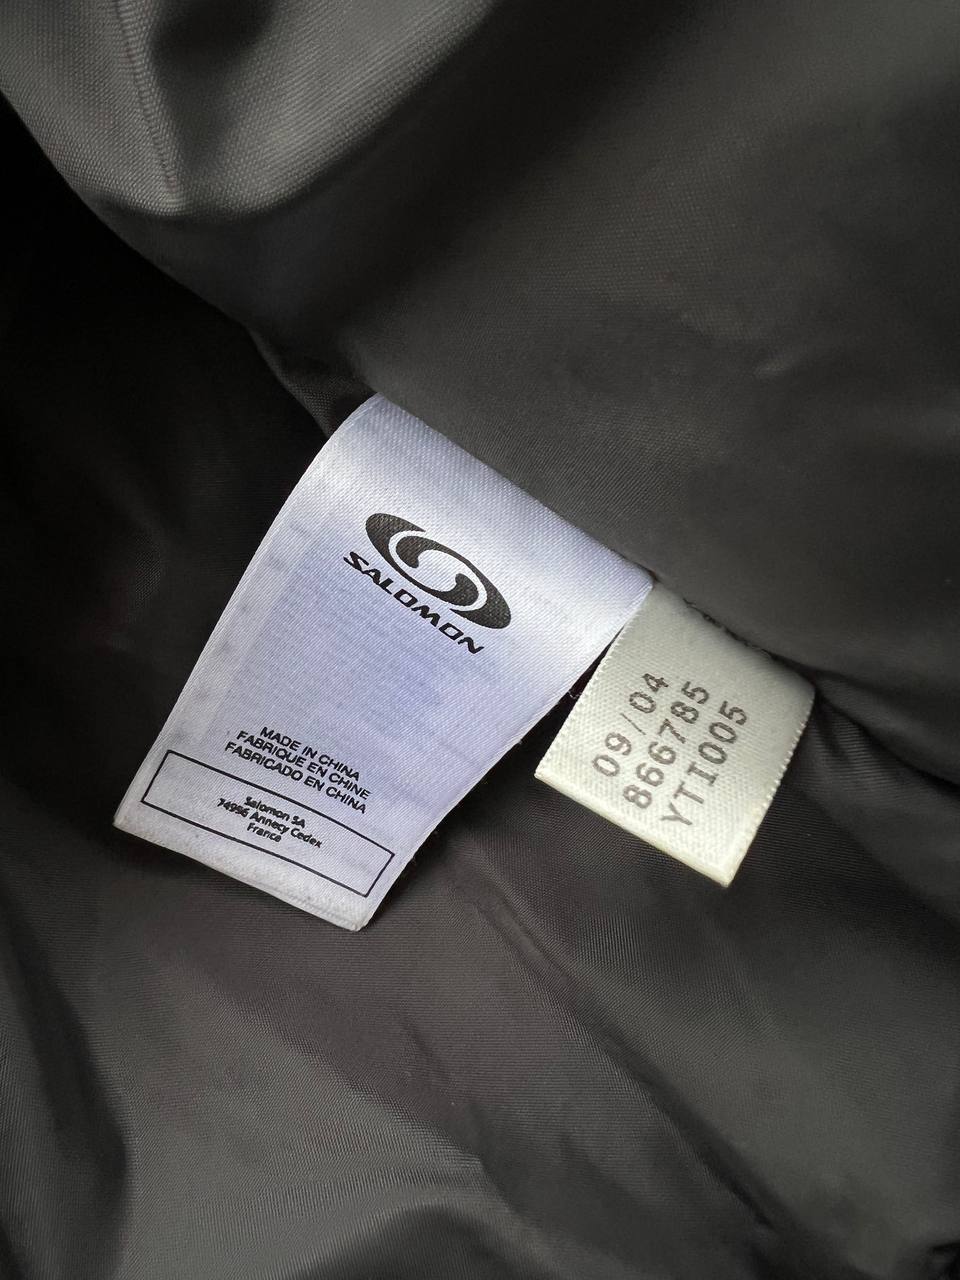 SALOMON
MADE IN CHINA
FABRIQUE EN CHINE
FABRICADO EN CHINA
Salomon SA
74996 Annecy Cedex
France
09/04
866785
YTI005